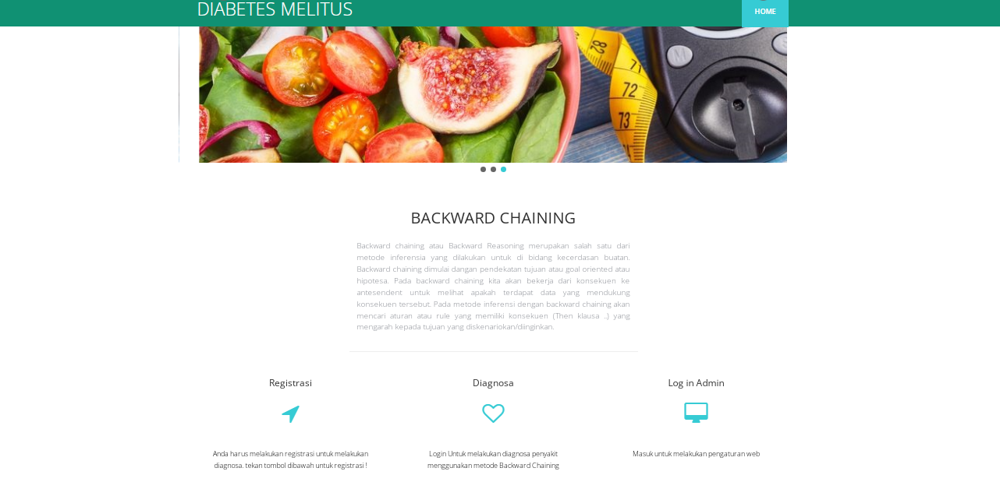 DIABETES MELITUS
HOME
82
72
73
M
BACKWARD CHAINING
Backward chaining atau Backward Reasoning merupakan salah satu dari
metode inferensia yang dilakukan untuk di bidang kecerdasan buatan.
Backward chaining dimulai dangan pendekatan tujuan atau goal oriented atau
hipotesa. Pada backward chaining kita akan bekerja dari konsekuen ke
antesendent untuk melihat apakah terdapat data yang mendukung
konsekuen tersebut. Pada metode inferensi dengan backward chaining akan
mencari aturan atau rule yang memiliki konsekuen (Then klausa ..) yang
mengarah kepada tujuan yang diskenariokan/diinginkan.
Registrasi
Diagnosa
Log in Admin
Anda harus melakukan registrasi untuk melakukan
diagnosa. tekan tombol dibawah untuk registrasi !
Login Untuk melakukan diagnosa penyakit
menggunakan metode Backward Chaining
Masuk untuk melakukan pengaturan web